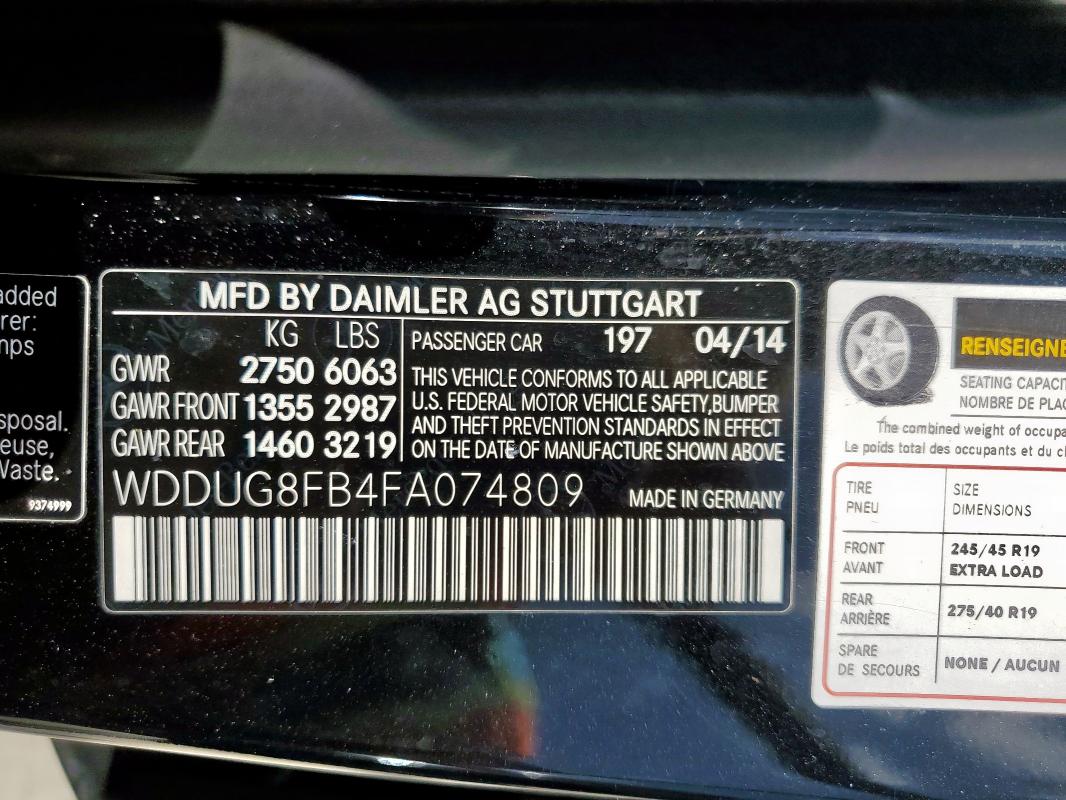 added
rer:
mps
sposal.
euse,
Waste.
9374999
MFD BY DAIMLER AG STUTTGART
KG LBS
GVWR 2750 6063
GAWR FRONT 1355 2987
GAWR REAR 1460 3219
PASSENGER CAR 197 04/14
THIS VEHICLE CONFORMS TO ALL APPLICABLE
U.S. FEDERAL MOTOR VEHICLE SAFETY,BUMPER
AND THEFT PREVENTION STANDARDS IN EFFECT
ON THE DATE OF MANUFACTURE SHOWN ABOVE
WDDUG8FB4FA074809 MADE IN GERMANY
RENSEIGNE
SEATING CAPACIT
NOMBRE DE PLAC
The combined weight of occupa
Le poids total des occupants et du c
TIRE SIZE
PNEU DIMENSIONS
FRONT 245/45 R19
AVANT EXTRA LOAD
REAR 275/40 R19
ARRIÈRE
SPARE NONE / AUCUN
DE SECOURS